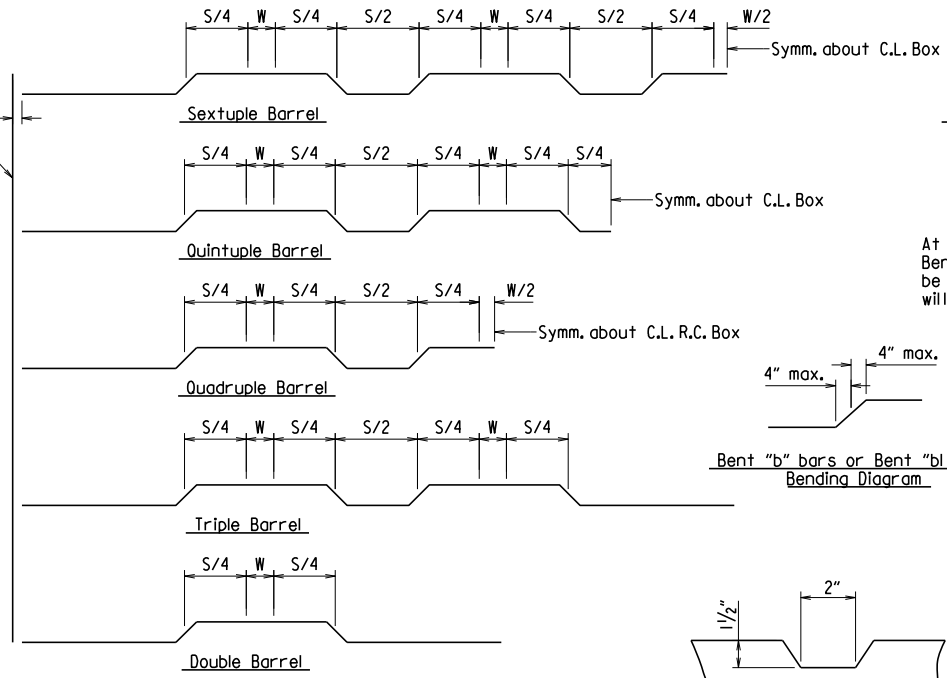 S/4 W S/4 S/2 S/4 W S/4 S/2 S/4 W/2
Symm. about C.L. Box
Sextuple Barrel
S/4 W S/4 S/2 S/4 W S/4 S/4
Symm. about C.L. Box
Quintuple Barrel
At
Ben
be
will
S/4 W S/4 S/2 S/4 W/2
Symm. about C.L. R.C. Box
Quadruple Barrel
4" max.
4" max.
Bent "b" bars or Bent "bl
Bending Diagram
S/4 W S/4 S/2 S/4 W S/4
Triple Barrel
S/4 W S/4
Double Barrel
2"
1½"